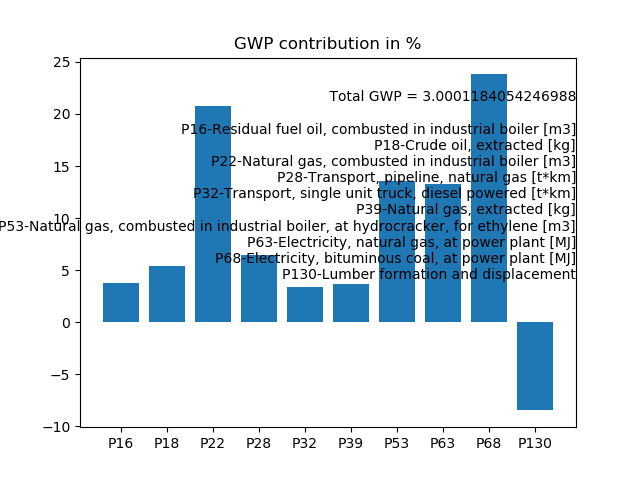 GWP contribution in %
25
20
15
10
5
0
−5
−10
Total GWP = 3.0001184054246988
P16-Residual fuel oil, combusted in industrial boiler [m3]
P18-Crude oil, extracted [kg]
P22-Natural gas, combusted in industrial boiler [m3]
P28-Transport, pipeline, natural gas [t*km]
P32-Transport, single unit truck, diesel powered [t*km]
P39-Natural gas, extracted [kg]
P53-Natural gas, combusted in industrial boiler, at hydrocracker, for ethylene [m3]
P63-Electricity, natural gas, at power plant [MJ]
P68-Electricity, bituminous coal, at power plant [MJ]
P130-Lumber formation and displacement
P16 P18 P22 P28 P32 P39 P53 P63 P68 P130